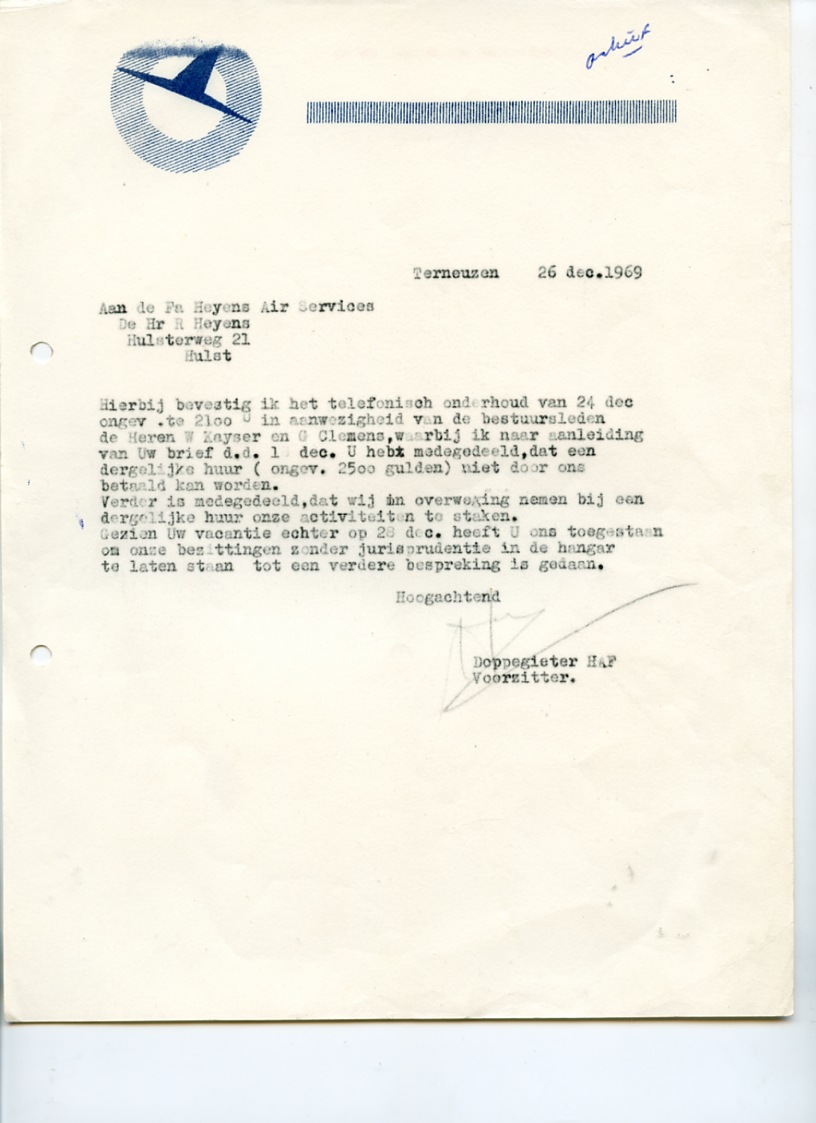 Terneuzen 26 dec.1969
Aan de Fa Heyens Air Services
De Hr R Heyens
Hulsterweg 21
Hulst
Hierbij bevestig ik het telefonisch onderhoud van 24 dec
ongev .te 21oo U in aanwezigheid van de bestuursleden
de Heren W Kayser en G Clemens,waarbij ik naar aanleiding
van Uw brief d.d. dec. U hebt medegedeeld,dat een
dergelijke huur ( ongev. 25oo gulden) niet door ons
betaald kan worden.
Verder is medegedeeld,dat wij in overweging nemen bij een
dergelijke huur onze activiteiten te staken.
Gezien Uw vacantie echter op 28 dec. heeft U ons toegestaan
om onze bezittingen zonder jurisprudentie in de hangar
te laten staan tot een verdere bespreking is gedaan.
Hoogachtend
Doppegieter HAF
Voorzitter.